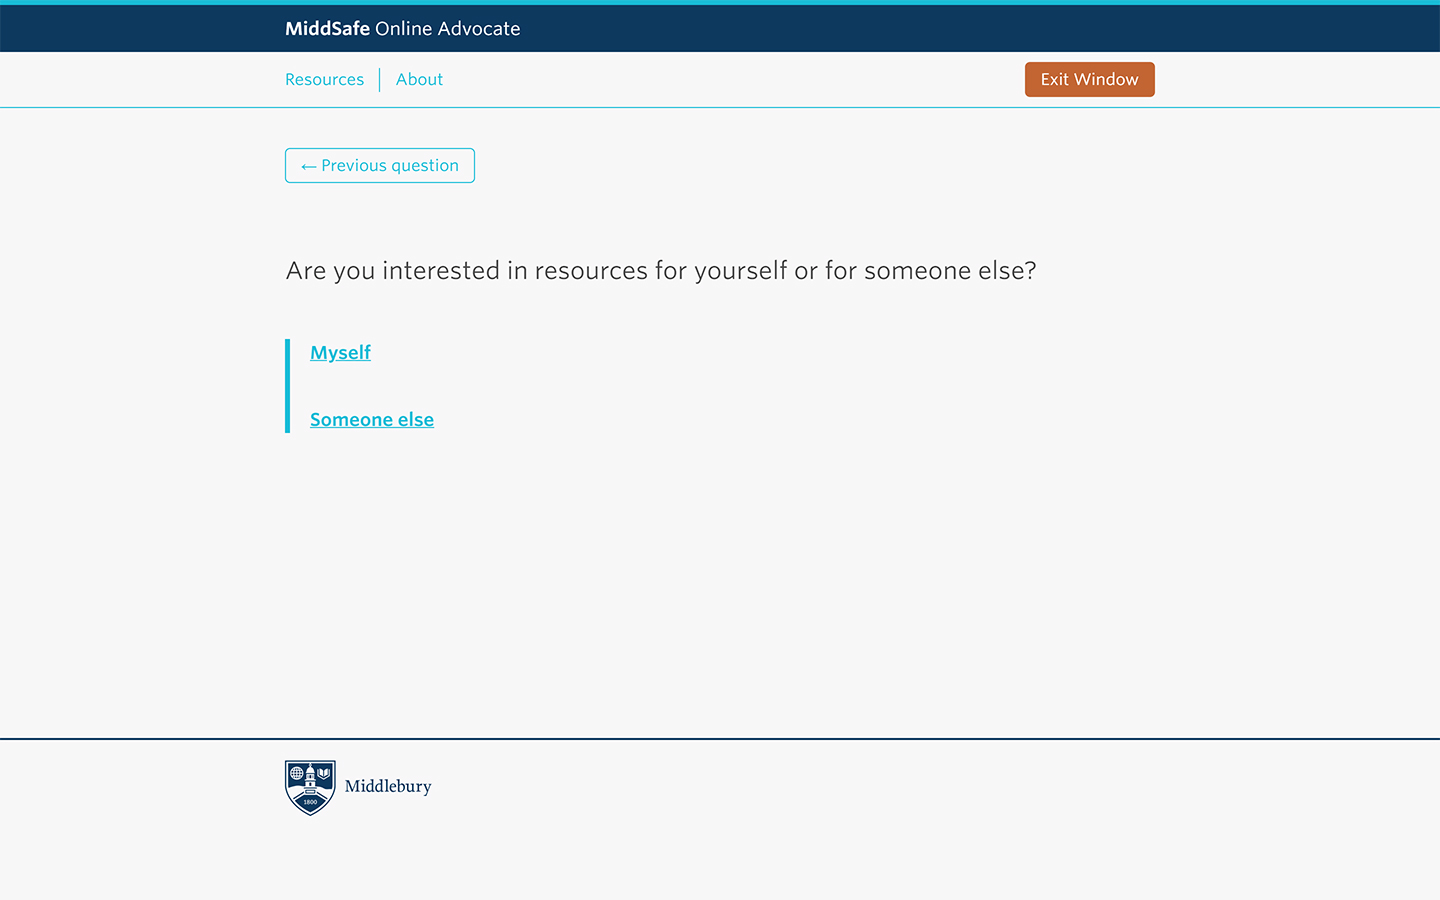 MiddSafe Online Advocate
Resources
About
Exit Window
← Previous question
Are you interested in resources for yourself or for someone else?
Myself
Someone else
1800
Middlebury